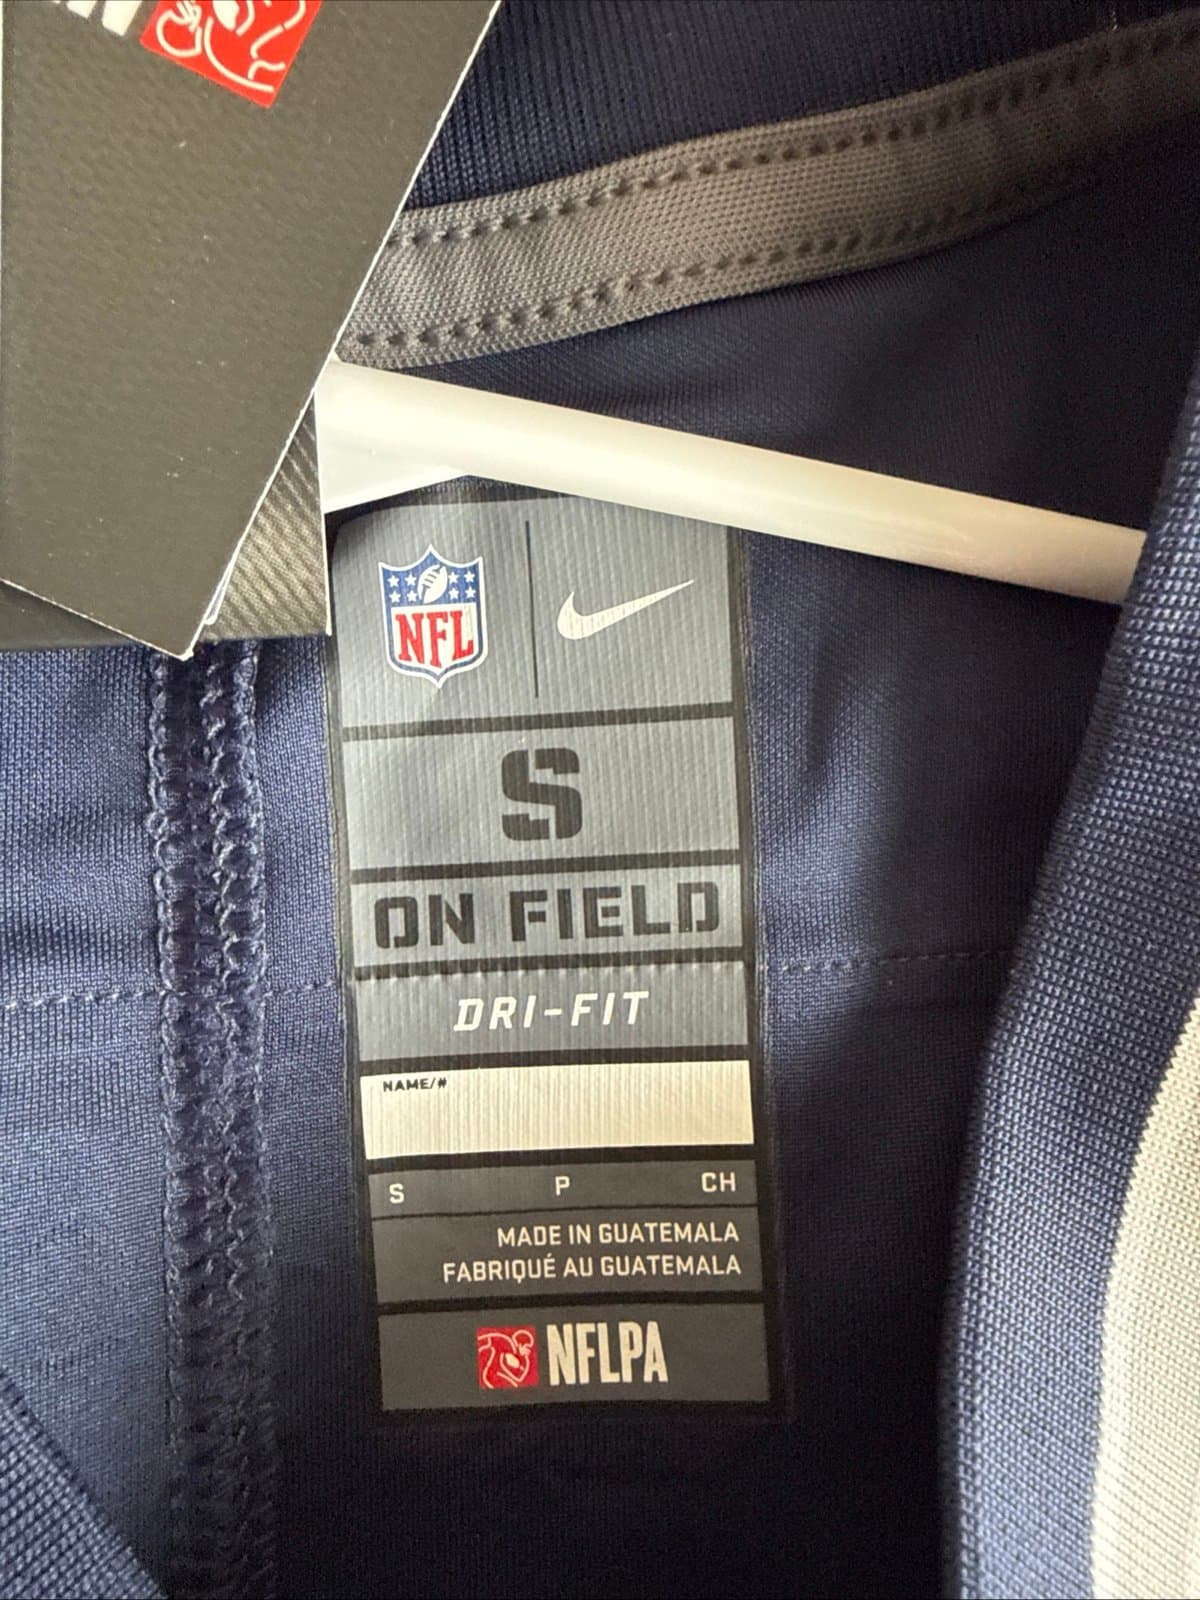 NFL
S
ON FIELD
DRI-FIT
NAME/#
S P CH
MADE IN GUATEMALA
FABRIQUÉ AU GUATEMALA
NFLPA